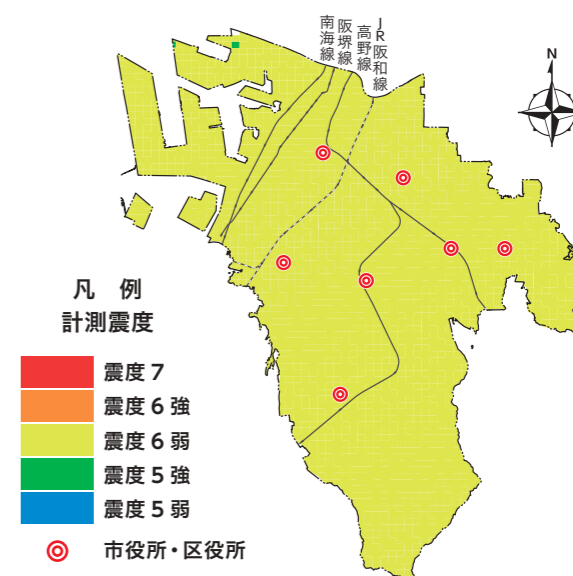 南海線
阪堺線
高野線
JR阪和線
N
凡 例
計測震度
震度7
震度6強
震度6弱
震度5強
震度5弱
市役所・区役所